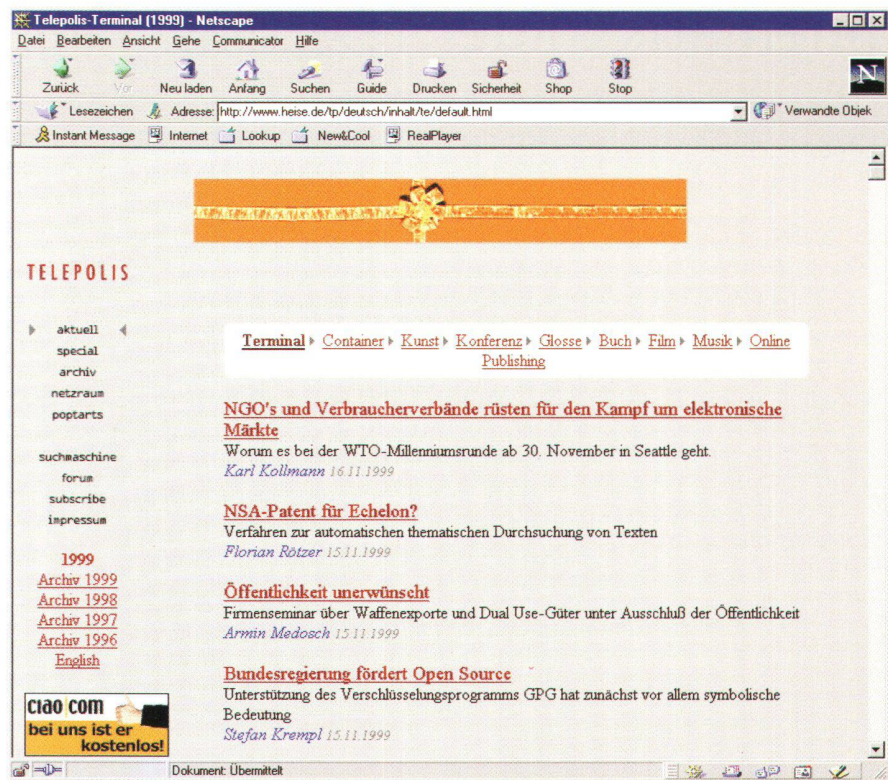 Telepolis-Terminal (1999) - Netscape
Datei Bearbeiten Ansicht Gehe Communicator Hilfe
Zurück Vor Neu laden Anfang Suchen Guide Drucken Sicherheit Shop Stop
N
Lesezeichen Adresse: http://www.heise.de/tp/deutsch/inhalt/te/default.html Verwandte Objek
Instant Message Internet Lookup New&Cool RealPlayer
TELEPOLIS
aktuell
special
archiv
netzraum
poptarts
suchmaschine
forum
subscribe
impressum
1999
Archiv 1999
Archiv 1998
Archiv 1997
Archiv 1996
English
ciao com
bei uns ist er
kostenlos!
Terminal Container Kunst Konferenz Glosse Buch Film Musik Online
Publishing
NGO's und Verbraucherverbände rüsten für den Kampf um elektronische
Märkte
Worum es bei der WTO-Millenniumsrunde ab 30. November in Seattle geht.
Karl Kollmann 16.11.1999
NSA-Patent für Echelon?
Verfahren zur automatischen thematischen Durchsuchung von Texten
Florian Rötzer 15.11.1999
Öffentlichkeit unerwünscht
Firmenseminar über Waffenexporte und Dual Use-Güter unter Ausschluß der Öffentlichkeit
Armin Medosch 15.11.1999
Bundesregierung fördert Open Source
Unterstützung des Verschlüsselungsprogramms GPG hat zunächst vor allem symbolische
Bedeutung
Stefan Krempl 15.11.1999
Dokument: Übermittelt